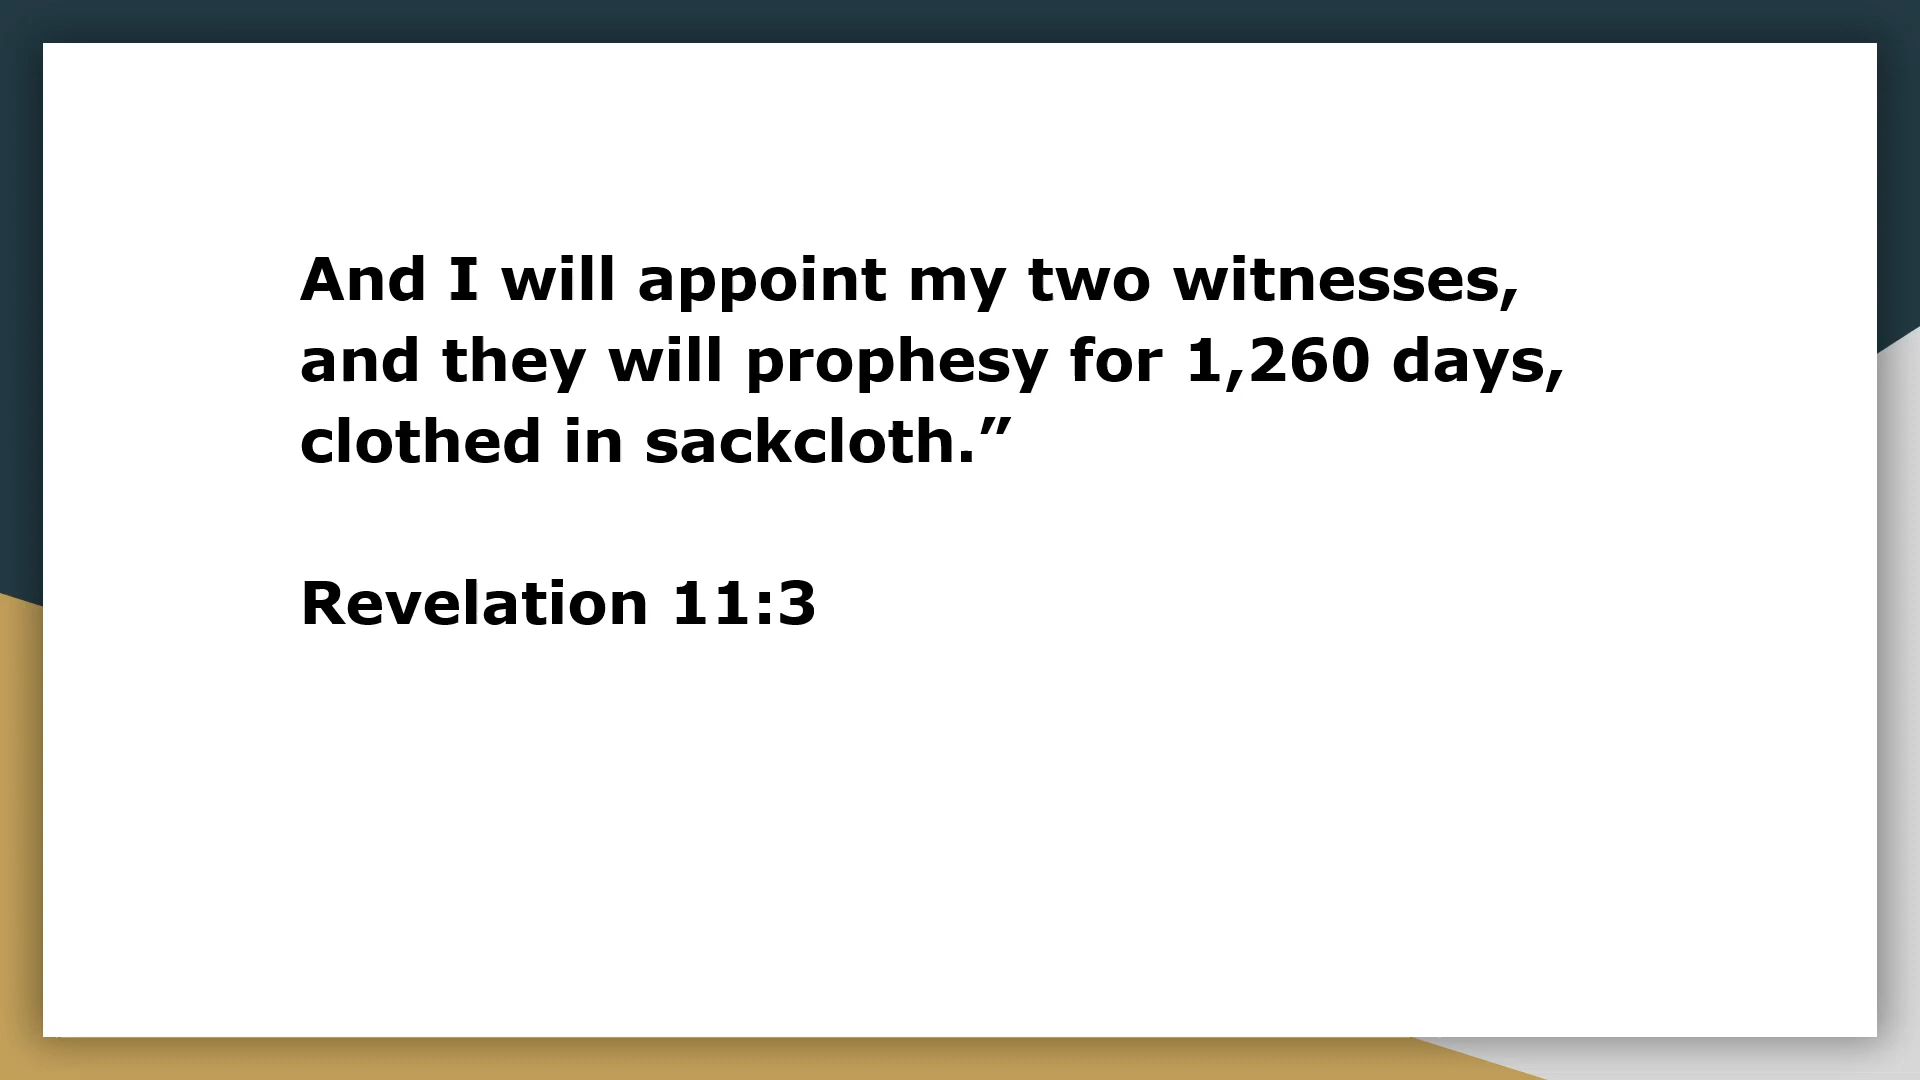 And I will appoint my two witnesses,
and they will prophesy for 1,260 days,
clothed in sackcloth.”
Revelation 11:3